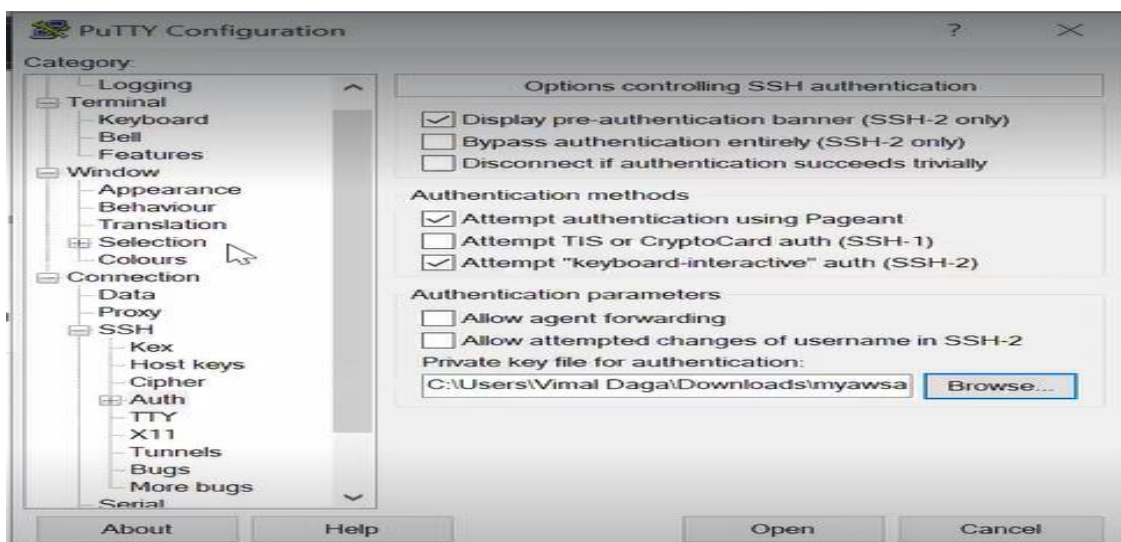 PuTTY Configuration
?
Category:
Logging
Terminal
Keyboard
Bell
Features
Window
Appearance
Behaviour
Translation
Selection
Colours
Connection
Data
Proxy
SSH
Kex
Host keys
Cipher
Auth
TTY
X11
Tunnels
Bugs
More bugs
Serial
Options controlling SSH authentication
Display pre-authentication banner (SSH-2 only)
Bypass authentication entirely (SSH-2 only)
Disconnect if authentication succeeds trivially
Authentication methods
Attempt authentication using Pageant
Attempt TIS or CryptoCard auth (SSH-1)
Attempt "keyboard-interactive" auth (SSH-2)
Authentication parameters
Allow agent forwarding
Allow attempted changes of username in SSH-2
Private key file for authentication:
C:\Users\Vimal Daga\Downloads\myawsa
Browse...
About
Help
Open
Cancel